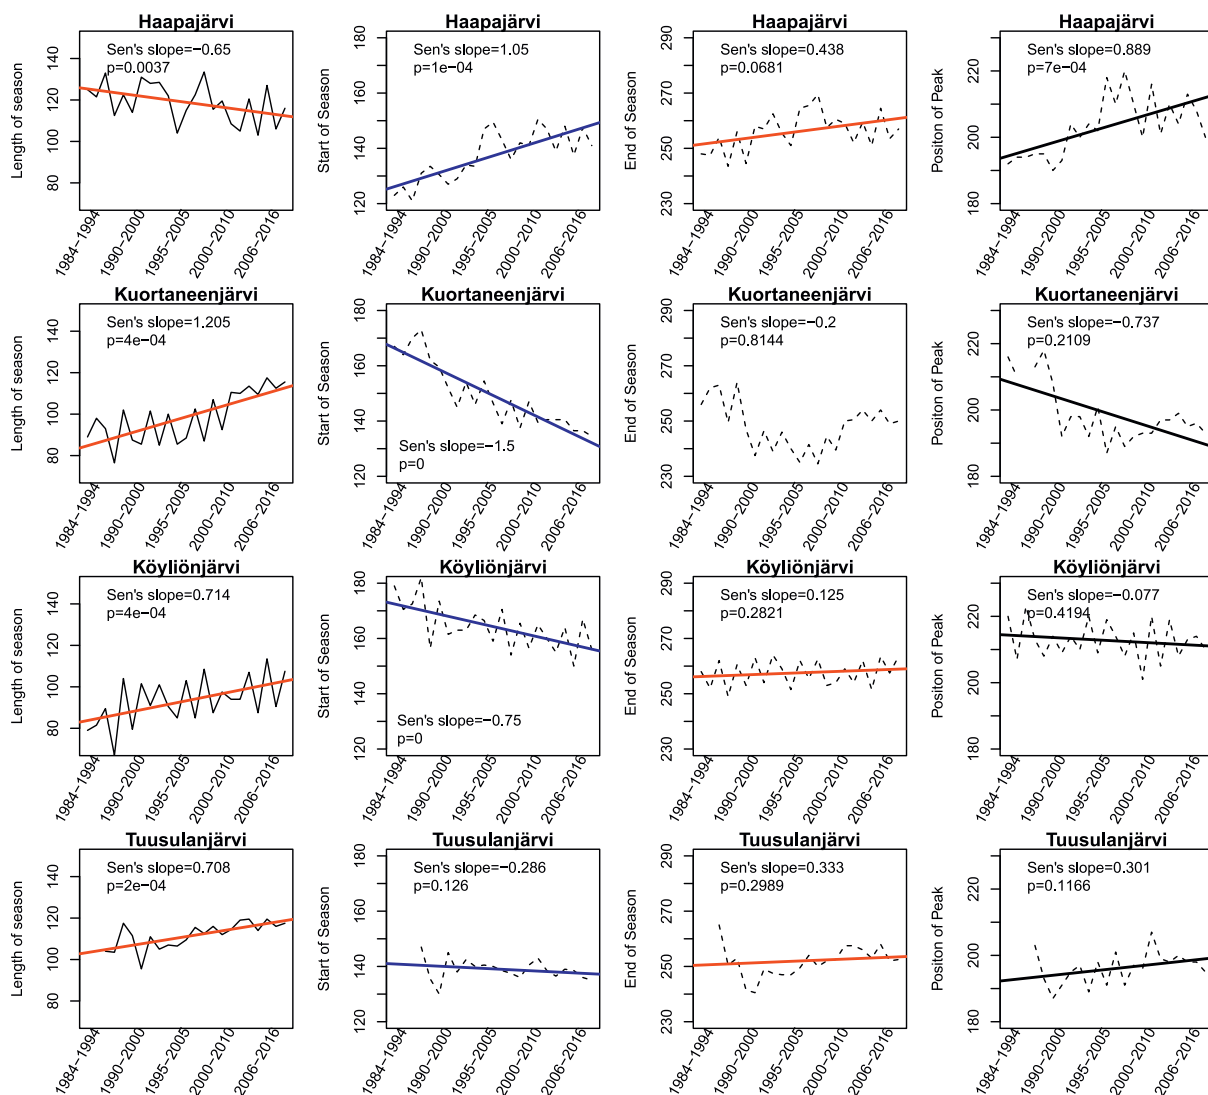 Haapajärvi
Length of season
140
120
100
80
Sen's slope=−0.65
p=0.0037
1984−1994
1990−2000
1995−2005
2000−2010
2006−2016
Haapajärvi
Start of Season
180
160
140
120
Sen's slope=1.05
p=1e−04
1984−1994
1990−2000
1995−2005
2000−2010
2006−2016
Haapajärvi
End of Season
290
270
250
230
Sen's slope=0.438
p=0.0681
1984−1994
1990−2000
1995−2005
2000−2010
2006−2016
Haapajärvi
Positon of Peak
220
200
180
Sen's slope=0.889
p=7e−04
1984−1994
1990−2000
1995−2005
2000−2010
2006−2016
Kuortaneenjärvi
Length of season
140
120
100
80
Sen's slope=1.205
p=4e−04
1984−1994
1990−2000
1995−2005
2000−2010
2006−2016
Kuortaneenjärvi
Start of Season
180
160
140
120
Sen's slope=−1.5
p=0
1984−1994
1990−2000
1995−2005
2000−2010
2006−2016
Kuortaneenjärvi
End of Season
290
270
250
230
Sen's slope=−0.2
p=0.8144
1984−1994
1990−2000
1995−2005
2000−2010
2006−2016
Kuortaneenjärvi
Positon of Peak
220
200
180
Sen's slope=−0.737
p=0.2109
1984−1994
1990−2000
1995−2005
2000−2010
2006−2016
Köyliönjärvi
Length of season
140
120
100
80
Sen's slope=0.714
p=4e−04
1984−1994
1990−2000
1995−2005
2000−2010
2006−2016
Köyliönjärvi
Start of Season
180
160
140
120
Sen's slope=−0.75
p=0
1984−1994
1990−2000
1995−2005
2000−2010
2006−2016
Köyliönjärvi
End of Season
290
270
250
230
Sen's slope=0.125
p=0.2821
1984−1994
1990−2000
1995−2005
2000−2010
2006−2016
Köyliönjärvi
Positon of Peak
220
200
180
Sen's slope=−0.077
p=0.4194
1984−1994
1990−2000
1995−2005
2000−2010
2006−2016
Tuusulanjärvi
Length of season
140
120
100
80
Sen's slope=0.708
p=2e−04
1984−1994
1990−2000
1995−2005
2000−2010
2006−2016
Tuusulanjärvi
Start of Season
180
160
140
120
Sen's slope=−0.286
p=0.126
1984−1994
1990−2000
1995−2005
2000−2010
2006−2016
Tuusulanjärvi
End of Season
290
270
250
230
Sen's slope=0.333
p=0.2989
1984−1994
1990−2000
1995−2005
2000−2010
2006−2016
Tuusulanjärvi
Positon of Peak
220
200
180
Sen's slope=0.301
p=0.1166
1984−1994
1990−2000
1995−2005
2000−2010
2006−2016